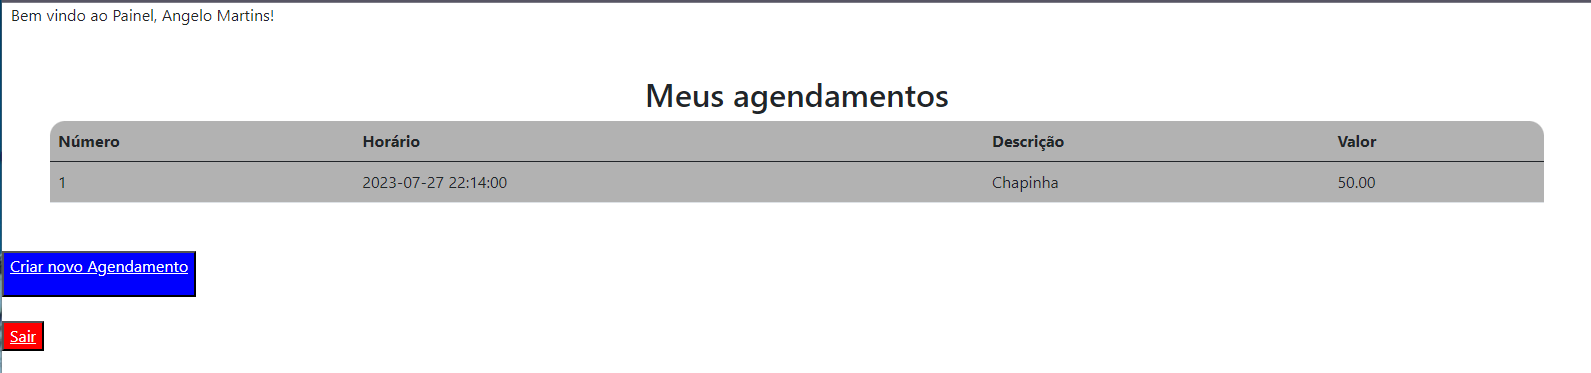 Bem vindo ao Painel, Angelo Martins!
Meus agendamentos
Número Horário Descrição Valor
1 2023-07-27 22:14:00 Chapinha 50.00
Criar novo Agendamento
Sair